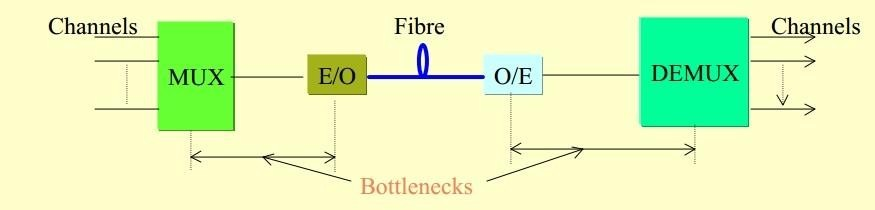 Channels
Fibre
Channels
MUX
E/O
O/E
DEMUX
Bottlenecks